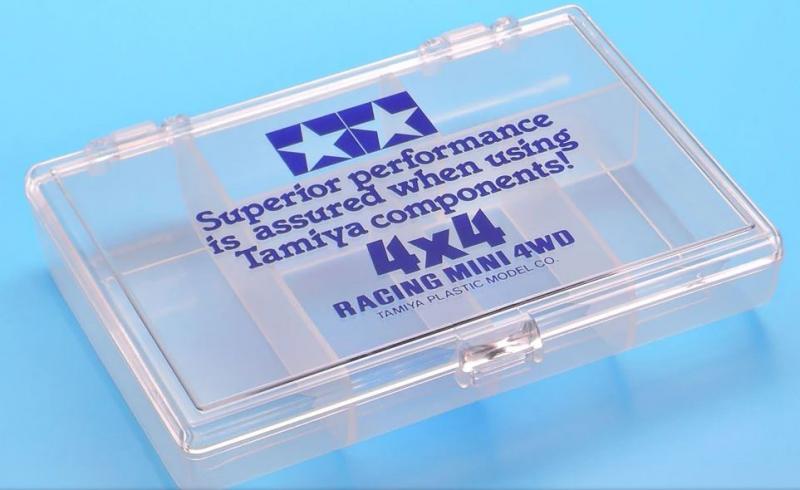 Superior performance
is assured when using
Tamiya components!
4x4
RACING MINI 4WD
TAMIYA PLASTIC MODEL CO.